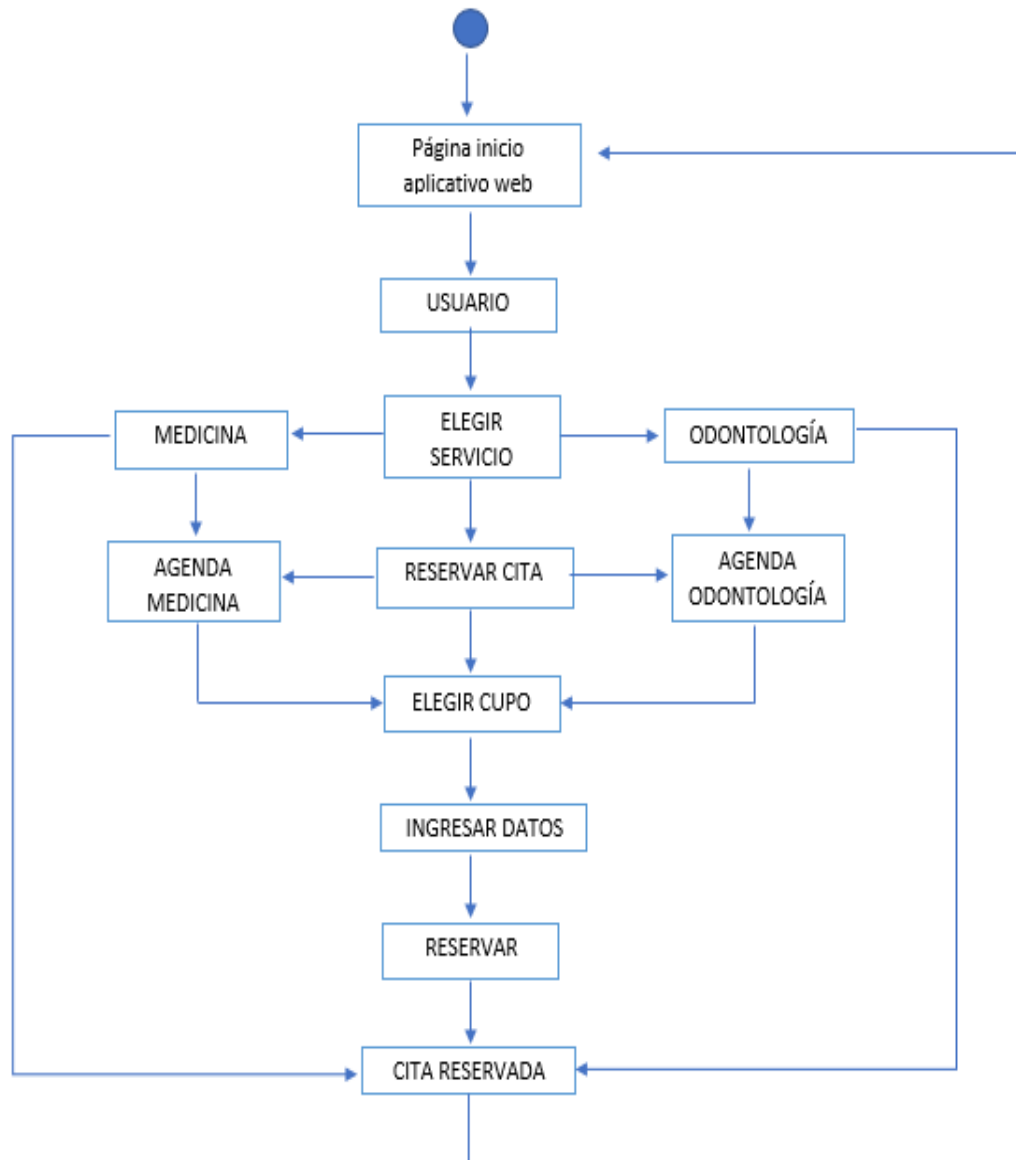 Página inicio
aplicativo web
USUARIO
ELEGIR
SERVICIO
MEDICINA
ODONTOLOGÍA
AGENDA
MEDICINA
RESERVAR CITA
AGENDA
ODONTOLOGÍA
ELEGIR CUPO
INGRESAR DATOS
RESERVAR
CITA RESERVADA